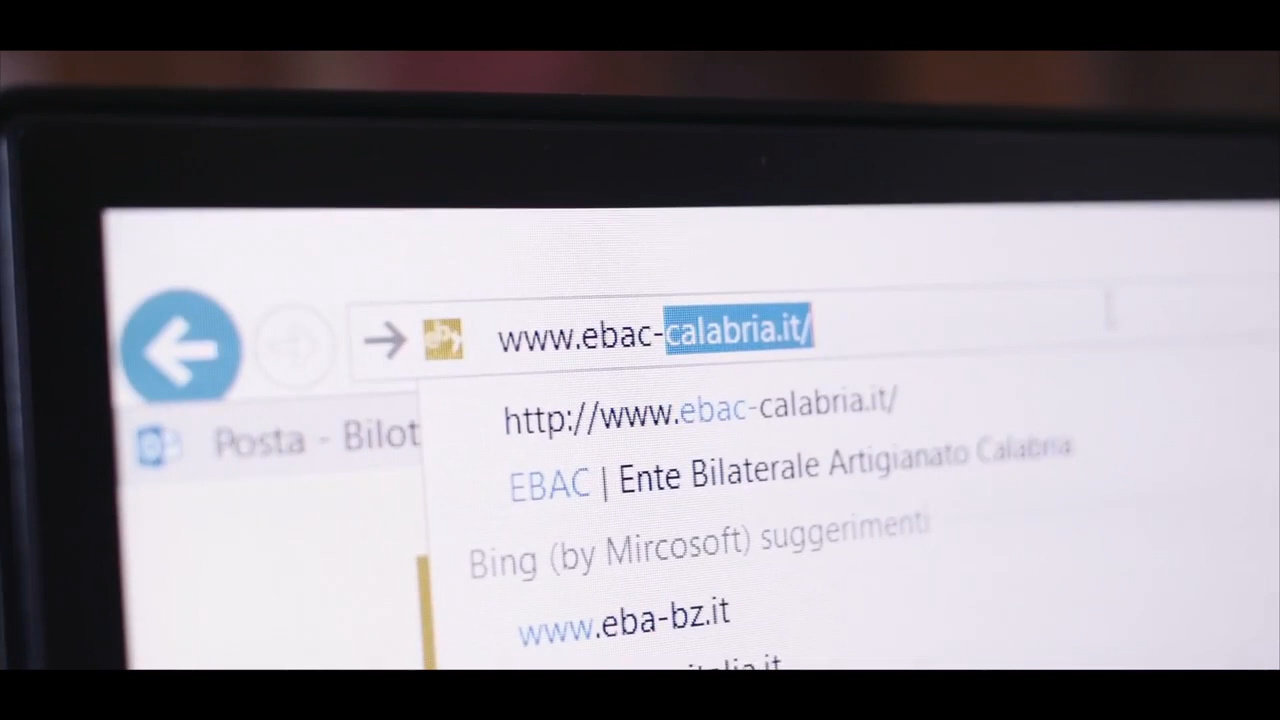 www.ebac-calabria.it/
Posta - Bilot
http://www.ebac-calabria.it/
EBAC | Ente Bilaterale Artigianato Calabria
Bing (by Mircosoft) suggerimenti
www.eba-bz.it